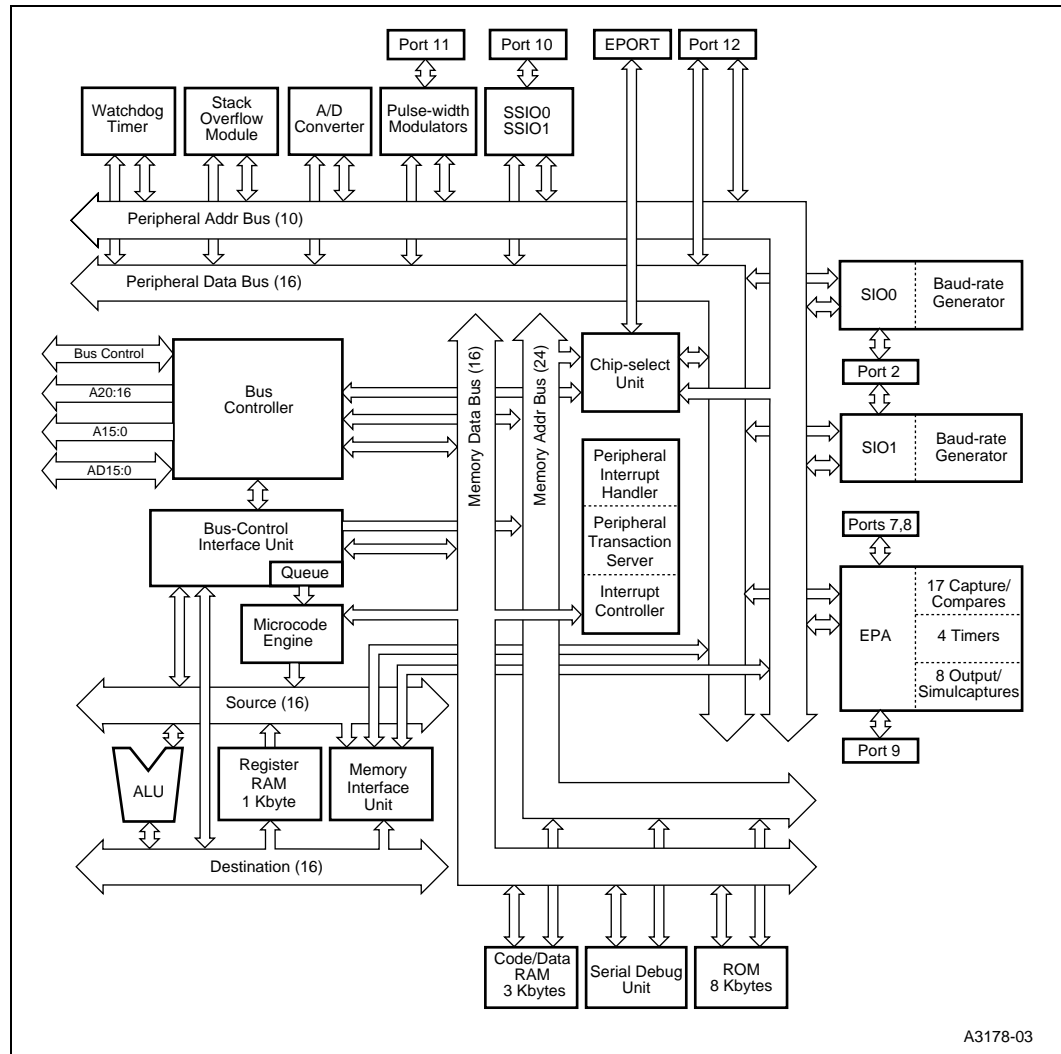 Port 11
Port 10
EPORT
Port 12
Watchdog
Timer
Stack
Overflow
Module
A/D
Converter
Pulse-width
Modulators
SSIO0
SSIO1
Peripheral Addr Bus (10)
Peripheral Data Bus (16)
SIO0
Baud-rate
Generator
Port 2
SIO1
Baud-rate
Generator
Bus Control
A20:16
A15:0
AD15:0
Bus
Controller
Memory Data Bus (16)
Memory Addr Bus (24)
Chip-select
Unit
Peripheral
Interrupt
Handler
Peripheral
Transaction
Server
Interrupt
Controller
Bus-Control
Interface Unit
Queue
Microcode
Engine
Ports 7,8
EPA
17 Capture/
Compares
4 Timers
8 Output/
Simulcaptures
Port 9
Source (16)
ALU
Register
RAM
1 Kbyte
Memory
Interface
Unit
Destination (16)
Code/Data
RAM
3 Kbytes
Serial Debug
Unit
ROM
8 Kbytes
A3178-03